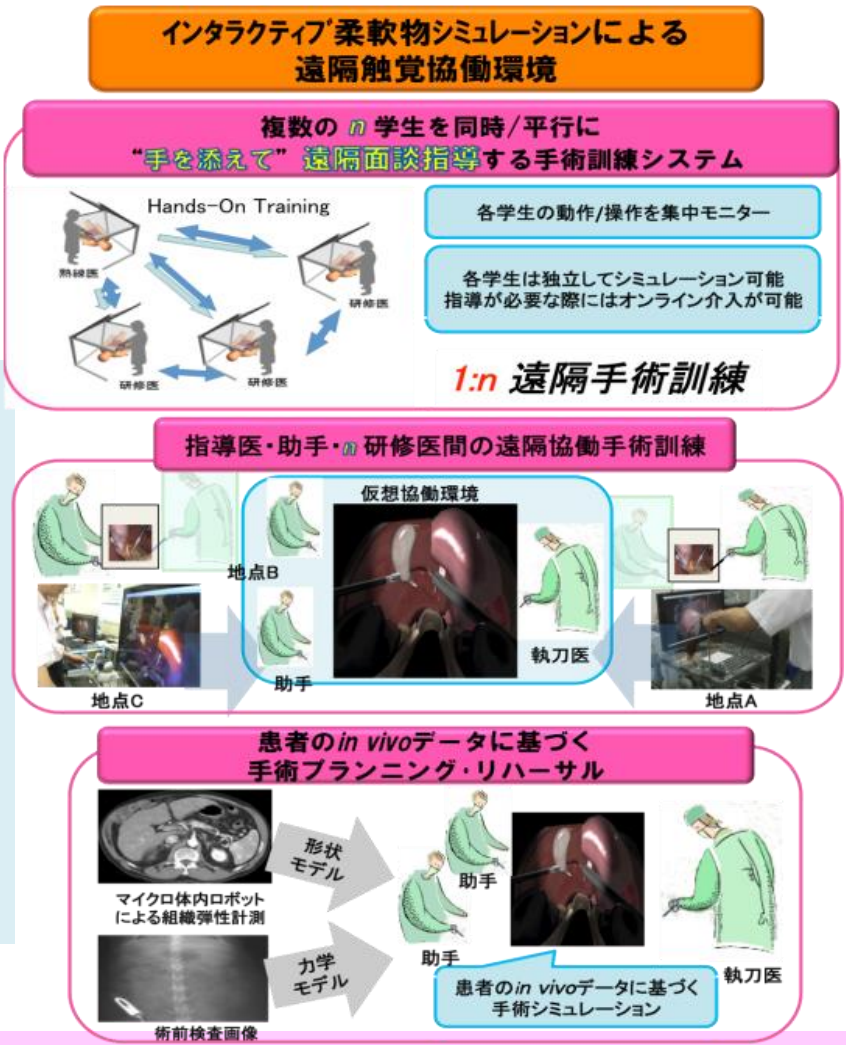 インタラクティブ柔軟物シミュレーションによる
遠隔触覚協働環境
複数の n 学生を同時/平行に
“手を添えて” 遠隔面談指導する手術訓練システム
Hands-On Training
熟練医
研修医
研修医
研修医
各学生の動作/操作を集中モニター
各学生は独立してシミュレーション可能
指導が必要な際にはオンライン介入が可能
1:n 遠隔手術訓練
指導医・助手・n 研修医間の遠隔協働手術訓練
仮想協働環境
地点B
助手
執刀医
地点C
地点A
患者のin vivoデータに基づく
手術プランニング・リハーサル
形状
モデル
マイクロ体内ロボット
による組織弾性計測
力学
モデル
術前検査画像
助手
助手
執刀医
患者のin vivoデータに基づく
手術シミュレーション